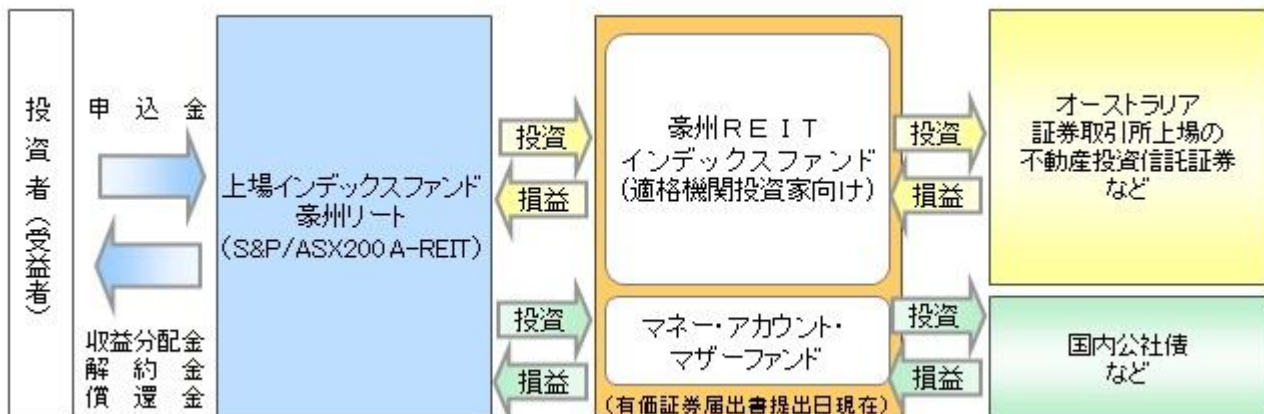 投資者(受益者)
申込金
収益分配金
解約金
償還金
上場インデックスファンド
豪州リート
(S&P/ASX200 A-REIT)
投資
損益
投資
損益
豪州REIT
インデックスファンド
(適格機関投資家向け)
マネー・アカウント・
マザーファンド
(有価証券届出書提出日現在)
投資
損益
投資
損益
オーストラリア
証券取引所上場の
不動産投資信託証券
など
国内公社債
など